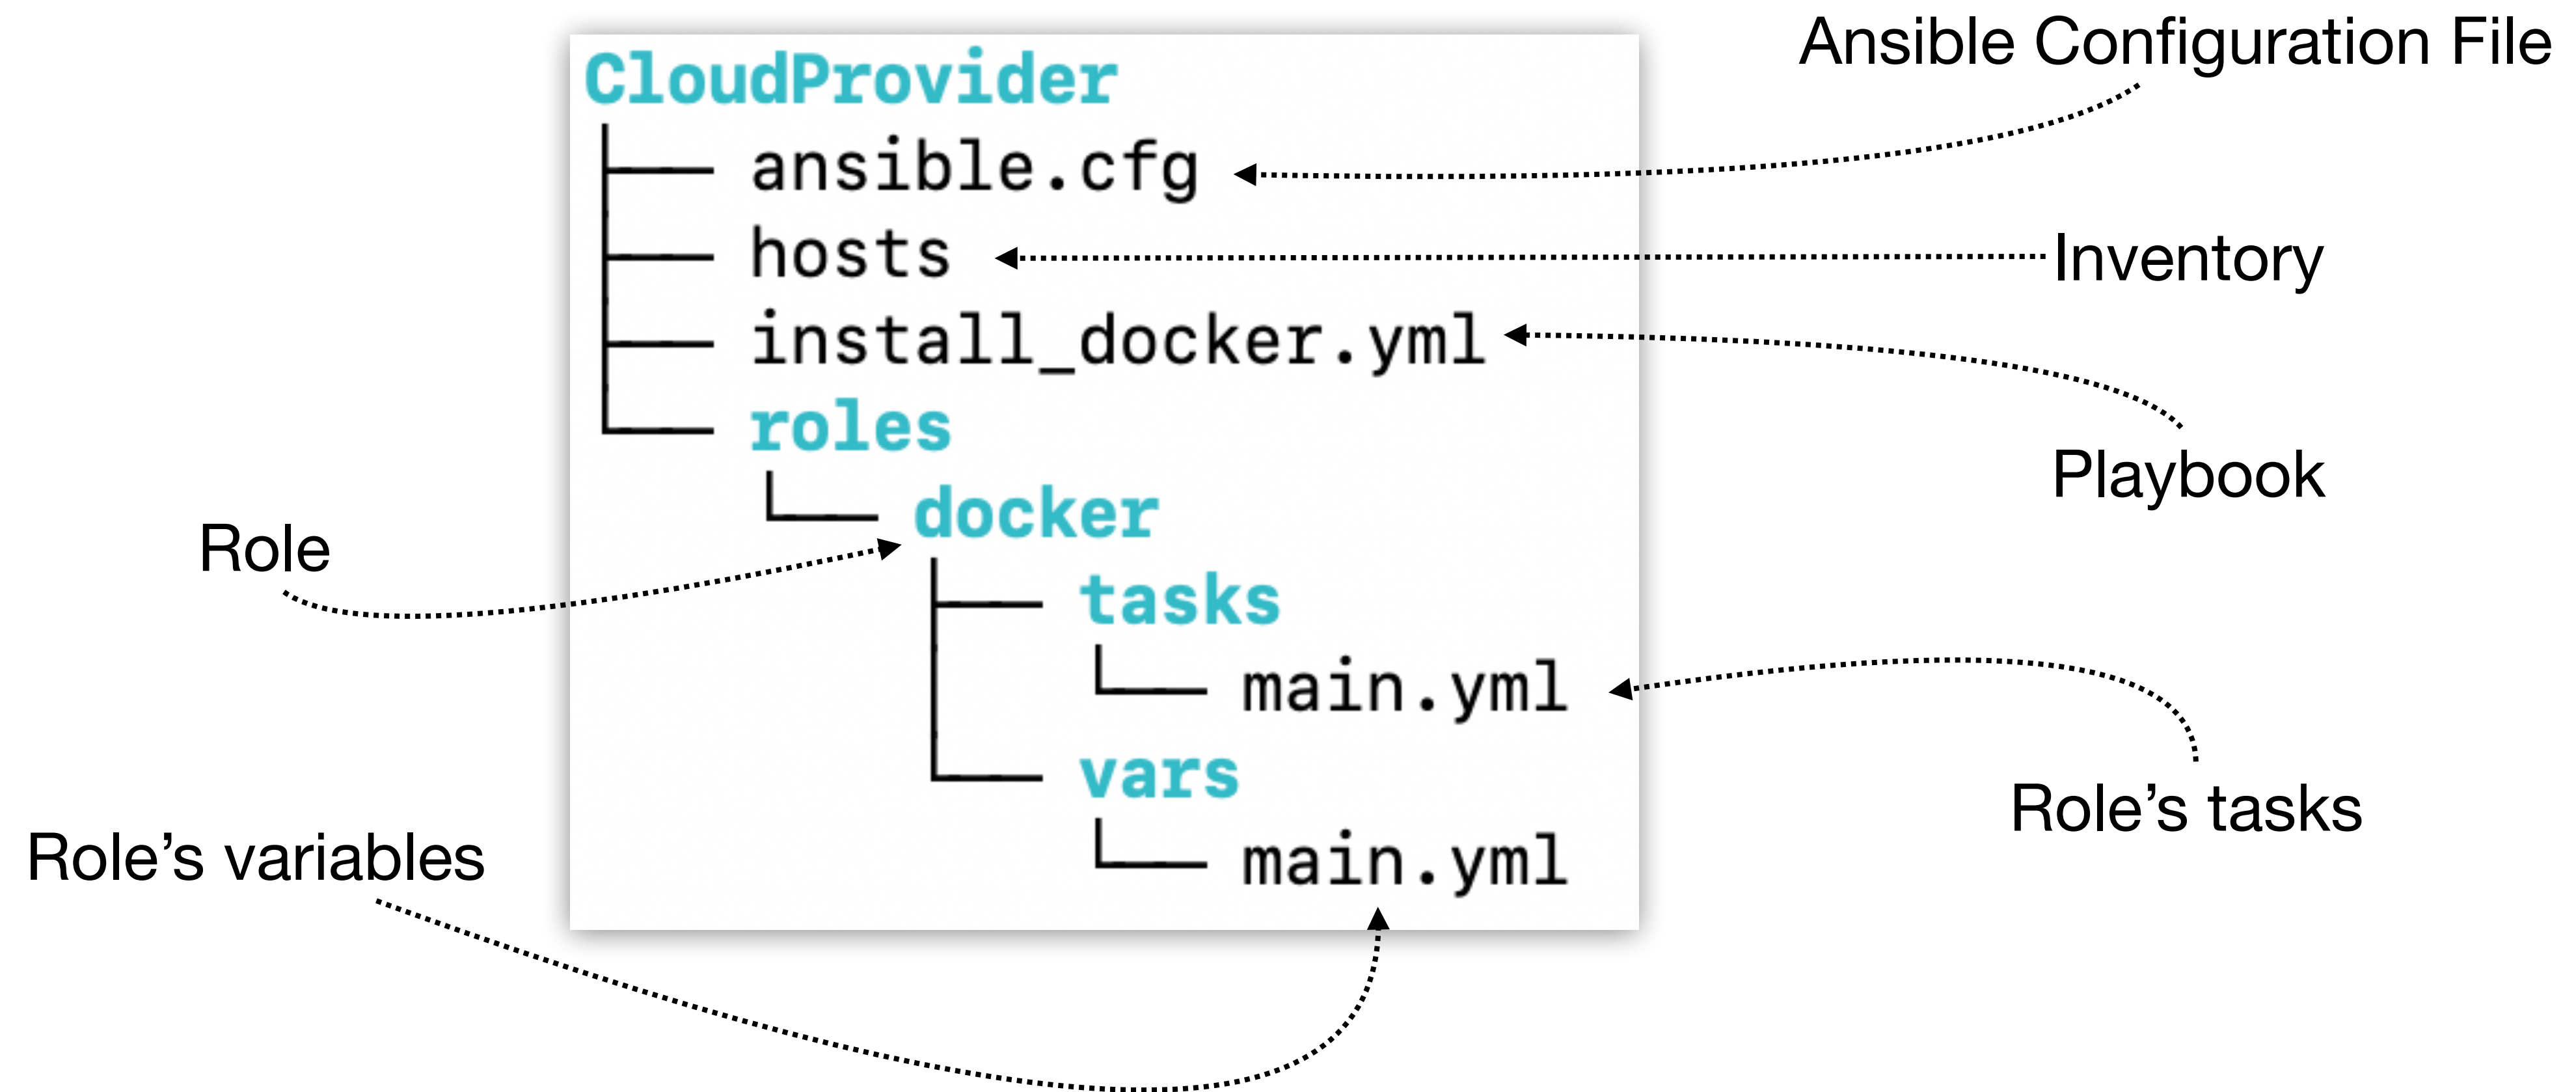 Ansible Configuration File
CloudProvider
ansible.cfg
hosts
Inventory
install_docker.yml
roles
Playbook
docker
Role
tasks
main.yml
vars
Role’s tasks
Role’s variables
main.yml